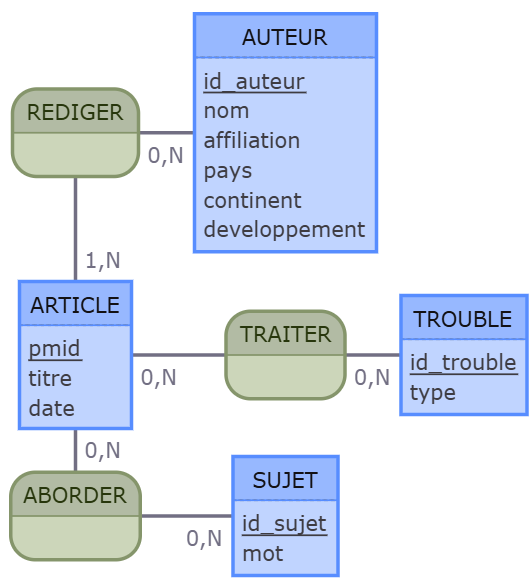 AUTEUR
id_auteur
nom
affiliation
pays
continent
developpement
REDIGER
0,N
1,N
ARTICLE
pmid
titre
date
0,N
TRAITER
0,N
TROUBLE
id_trouble
type
0,N
ABORDER
0,N
SUJET
id_sujet
mot